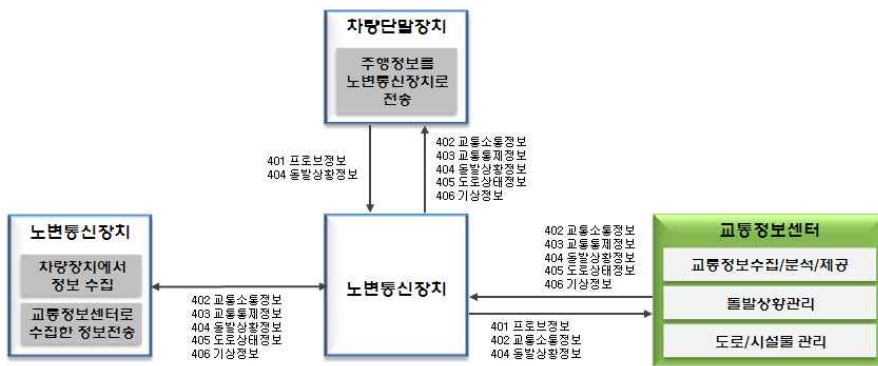 차량단말장치
주행정보를
노변통신장치로
전송
401 프로브정보
404 돌발상황정보
402 교통소통정보
403 교통통제정보
404 돌발상황정보
405 도로상태정보
406 기상정보
노변통신장치
차량장치에서
정보 수집
교통정보센터로
수집한 정보전송
402 교통소통정보
403 교통통제정보
404 돌발상황정보
405 도로상태정보
406 기상정보
노변통신장치
402 교통소통정보
403 교통통제정보
404 돌발상황정보
405 도로상태정보
406 기상정보
401 프로브정보
402 교통소통정보
404 돌발상황정보
교통정보센터
교통정보수집/분석/제공
돌발상황관리
도로/시설물 관리